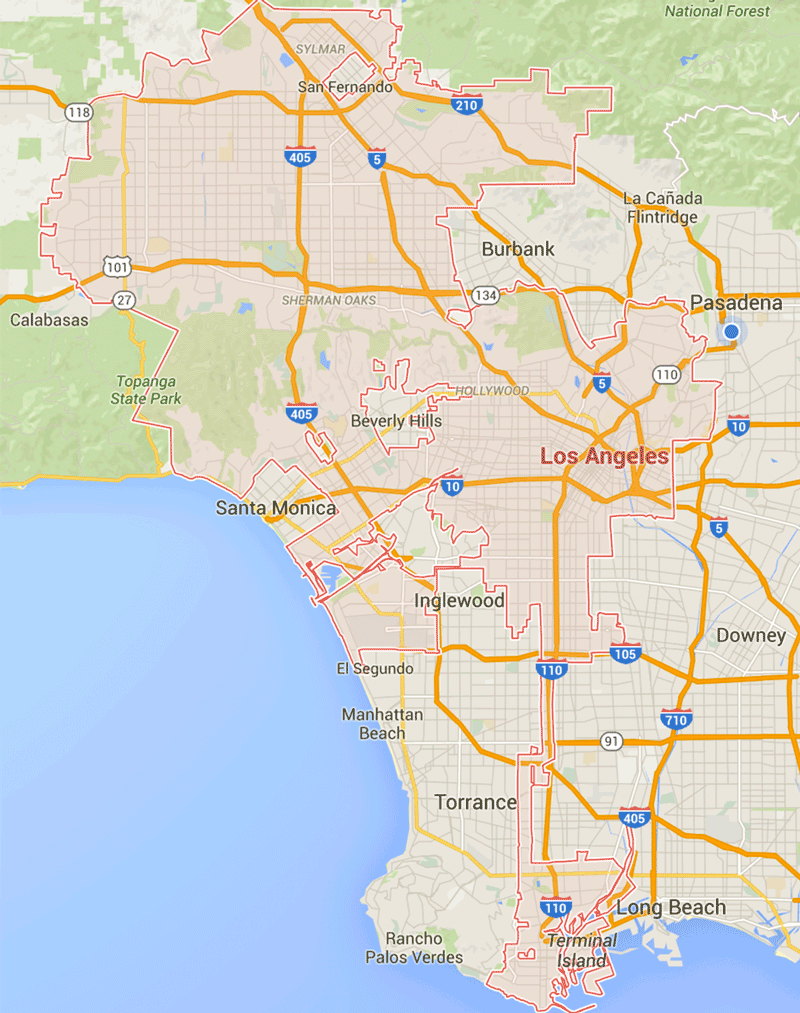 National Forest
SYLMAR
San Fernando
210
118
405
5
La Cañada
Flintridge
Burbank
101
134
27
SHERMAN OAKS
Pasadena
Calabasas
110
Topanga
State Park
5
HOLLYWOOD
405
Beverly Hills
10
Los Angeles
10
Santa Monica
5
Inglewood
Downey
105
El Segundo
110
Manhattan
Beach
710
91
Torrance
405
110
Long Beach
Rancho
Palos Verdes
Terminal
Island